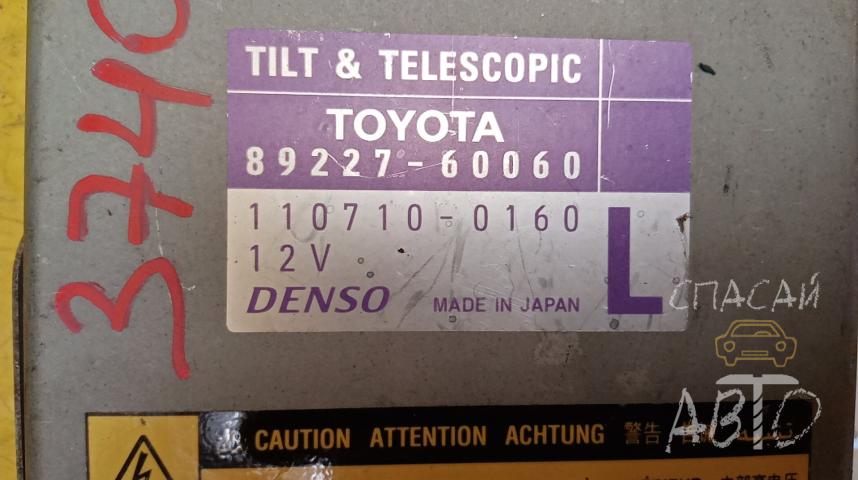 3740
TILT & TELESCOPIC
TOYOTA
89227-60060
110710-0160
12V
DENSO MADE IN JAPAN
L
СПАСАЙ
АВТО
CAUTION ATTENTION ACHTUNG 警告